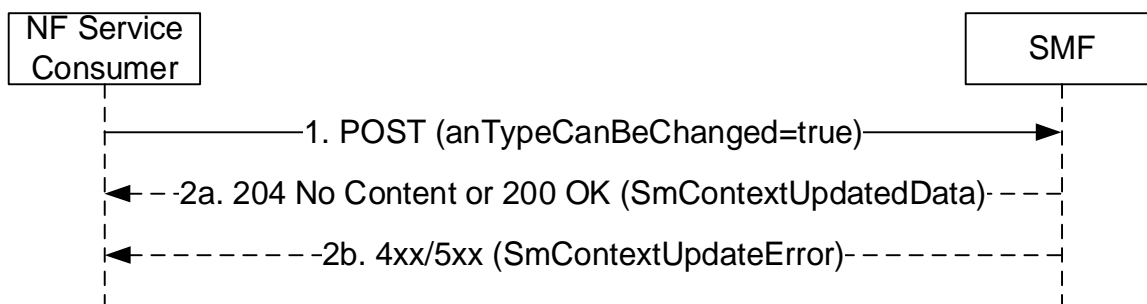 NF Service
Consumer
SMF
1. POST (anTypeCanBeChanged=true)
2a. 204 No Content or 200 OK (SmContextUpdatedData)
2b. 4xx/5xx (SmContextUpdateError)